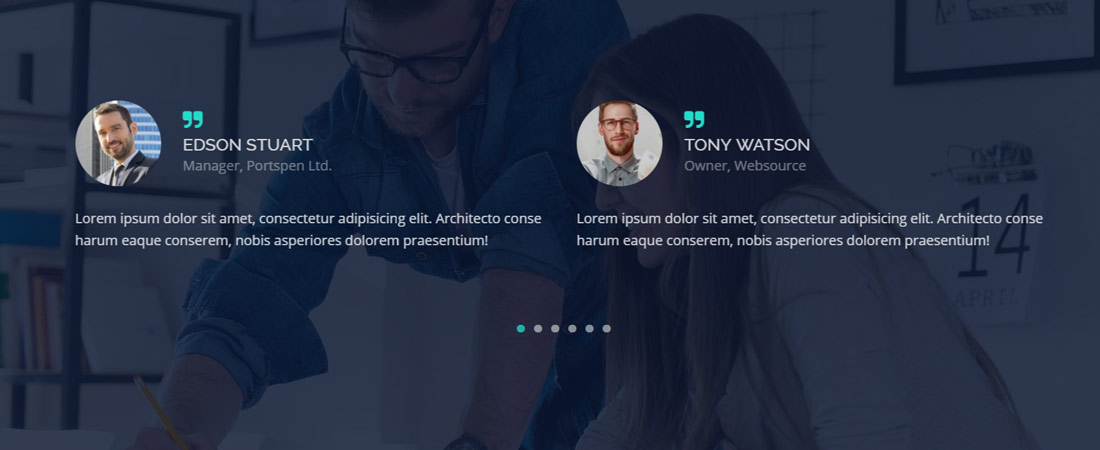 EDSON STUART
Manager, Portspen Ltd.
Lorem ipsum dolor sit amet, consectetur adipisicing elit. Architecto conse
harum eaque conserem, nobis asperiores dolorem praesentium!
TONY WATSON
Owner, Websource
Lorem ipsum dolor sit amet, consectetur adipisicing elit. Architecto conse
harum eaque conserem, nobis asperiores dolorem praesentium!
14
APRIL